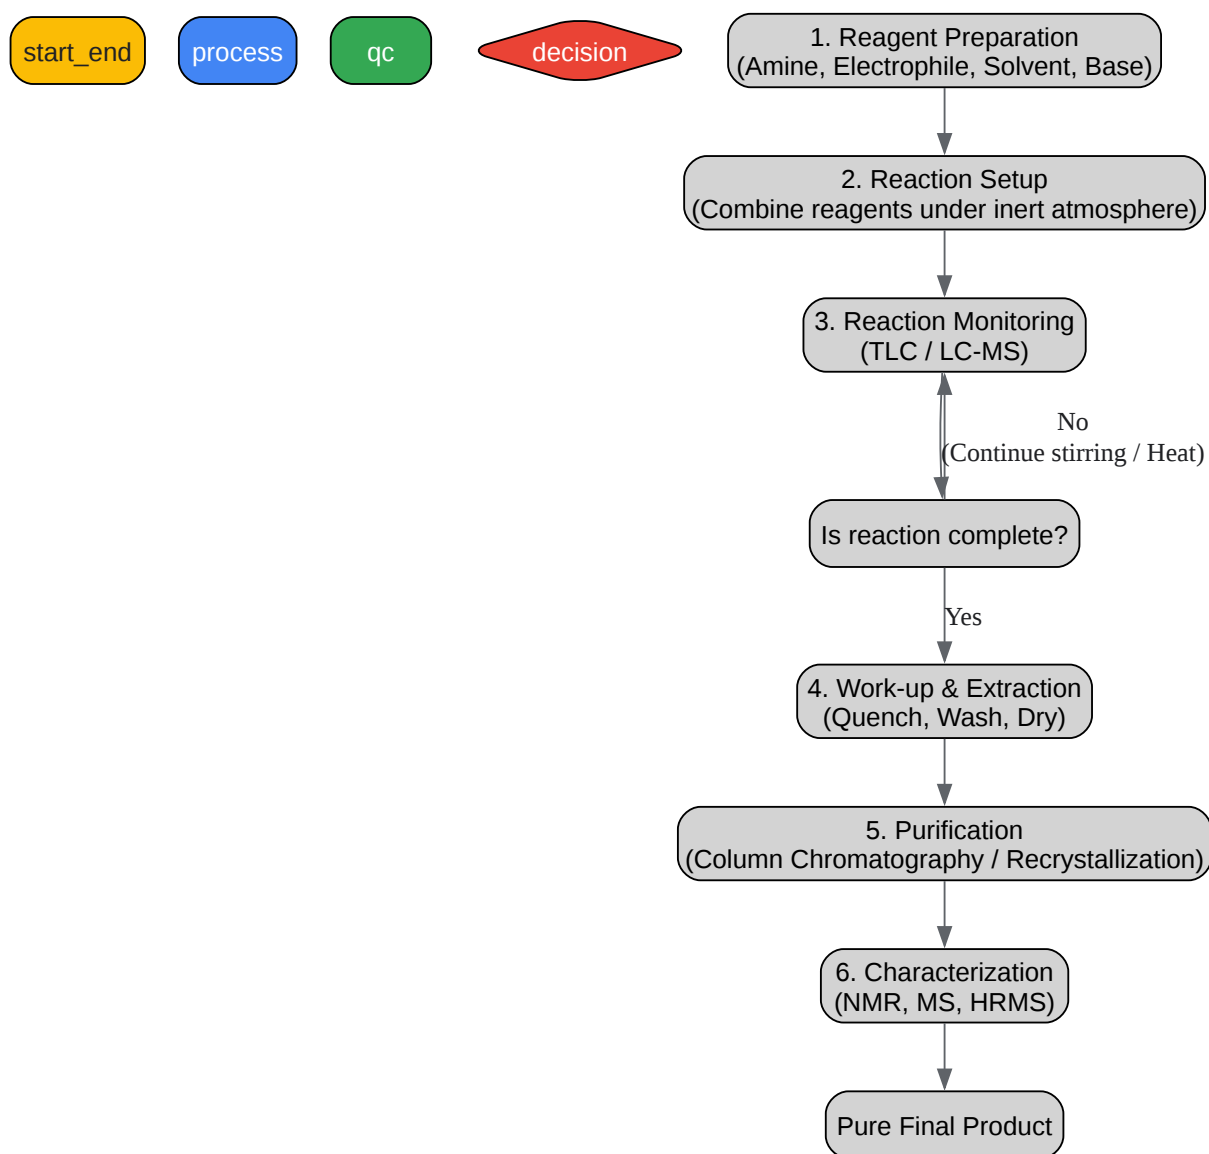 start_end
process
qc
decision
1. Reagent Preparation
(Amine, Electrophile, Solvent, Base)
2. Reaction Setup
(Combine reagents under inert atmosphere)
3. Reaction Monitoring
(TLC / LC-MS)
No
(Continue stirring / Heat)
Is reaction complete?
Yes
4. Work-up & Extraction
(Quench, Wash, Dry)
5. Purification
(Column Chromatography / Recrystallization)
6. Characterization
(NMR, MS, HRMS)
Pure Final Product